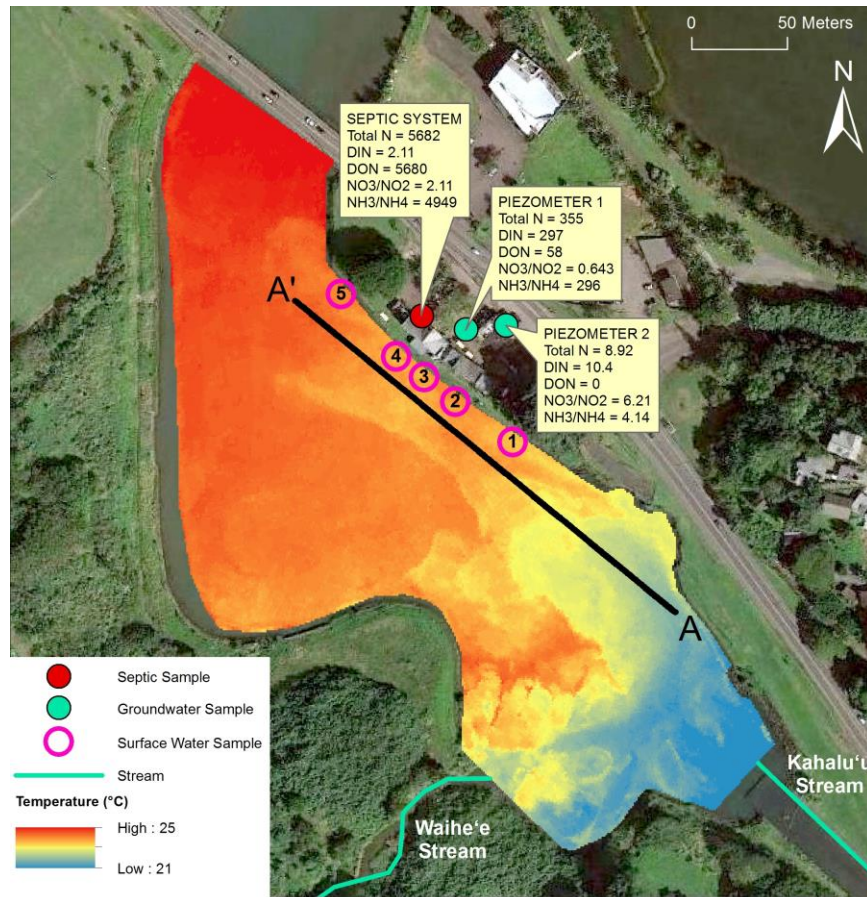 0 50 Meters
N
SEPTIC SYSTEM
Total N = 5682
DIN = 2.11
DON = 5680
NO3/NO2 = 2.11
NH3/NH4 = 4949
PIEZOMETER 1
Total N = 355
DIN = 297
DON = 58
NO3/NO2 = 0.643
NH3/NH4 = 296
PIEZOMETER 2
Total N = 8.92
DIN = 10.4
DON = 0
NO3/NO2 = 6.21
NH3/NH4 = 4.14
A'
5
4
3
2
1
A
Kahalu‘u
Stream
Waihe‘e
Stream
Septic Sample
Groundwater Sample
Surface Water Sample
Stream
Temperature (°C)
High : 25
Low : 21